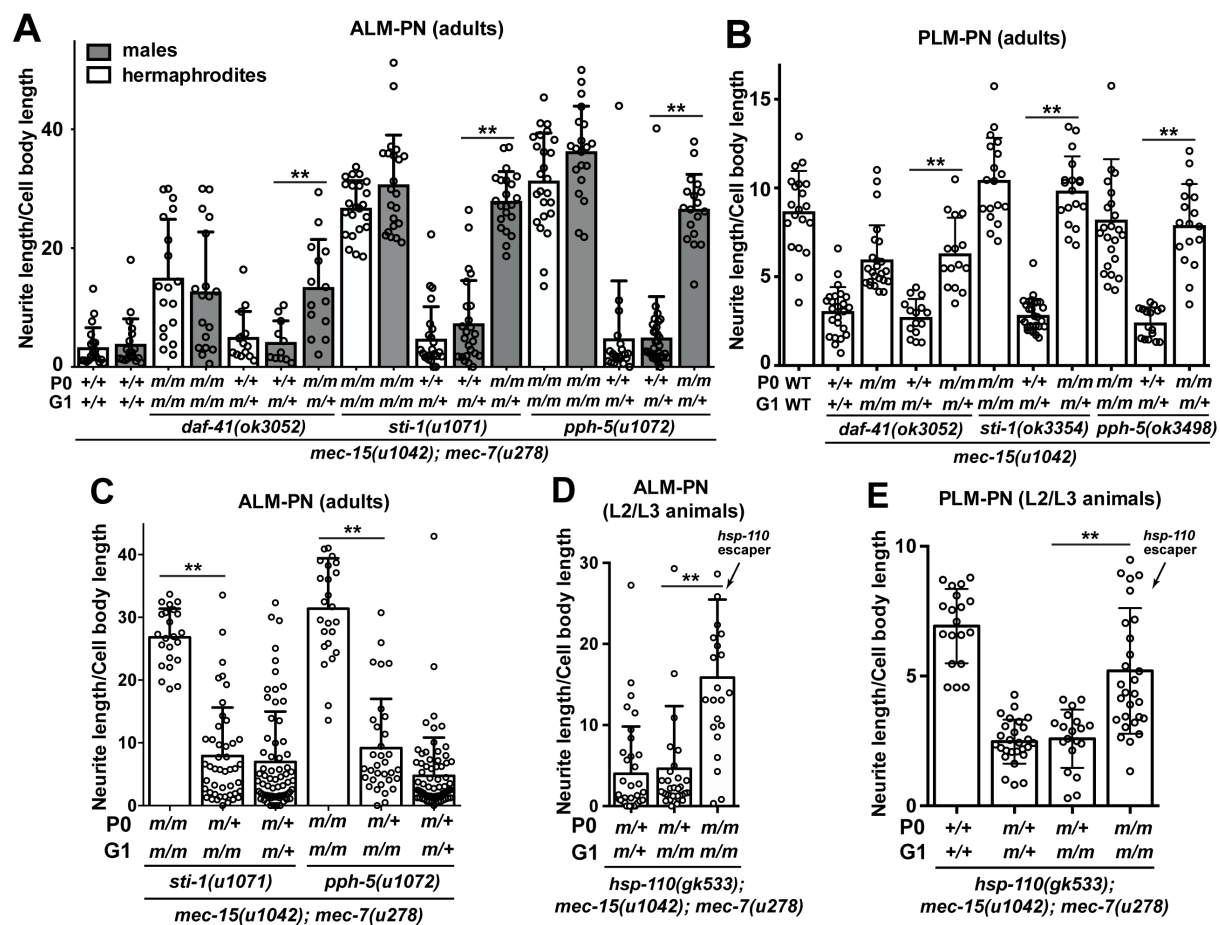 A
ALM-PN (adults)
males
hermaphrodites
Neurite length/Cell body length
40
20
0
** ** **
P0 +/+ +/+ m/m m/m +/+ +/+ m/m m/m m/m +/+ +/+ m/m m/m m/m +/+ +/+ m/m
G1 +/+ +/+ m/m m/m m/+ m/+ m/+ m/m m/m m/+ m/+ m/+ m/m m/m m/+ m/+ m/+
daf-41(ok3052) sti-1(u1071) pph-5(u1072)
mec-15(u1042); mec-7(u278)
B
PLM-PN (adults)
Neurite length/Cell body length
15
10
5
0
** ** **
P0 WT +/+ m/m +/+ m/m m/m +/+ m/m m/m +/+ m/m
G1 WT +/+ m/m m/+ m/+ m/m m/+ m/+ m/m m/+ m/+
daf-41(ok3052) sti-1(ok3354) pph-5(ok3498)
mec-15(u1042)
C
ALM-PN (adults)
Neurite length/Cell body length
40
30
20
10
0
** **
P0 m/m m/+ m/+ m/m m/+ m/+
G1 m/m m/m m/+ m/m m/m m/+
sti-1(u1071) pph-5(u1072)
mec-15(u1042); mec-7(u278)
D
ALM-PN
(L2/L3 animals)
Neurite length/Cell body length
30
20
10
0
**
hsp-110
escaper
P0 m/+ m/+ m/m
G1 m/+ m/m m/m
hsp-110(gk533);
mec-15(u1042); mec-7(u278)
E
PLM-PN (L2/L3 animals)
Neurite length/Cell body length
10
5
0
**
hsp-110
escaper
P0 +/+ m/+ m/+ m/m
G1 +/+ m/+ m/m m/m
hsp-110(gk533);
mec-15(u1042); mec-7(u278)